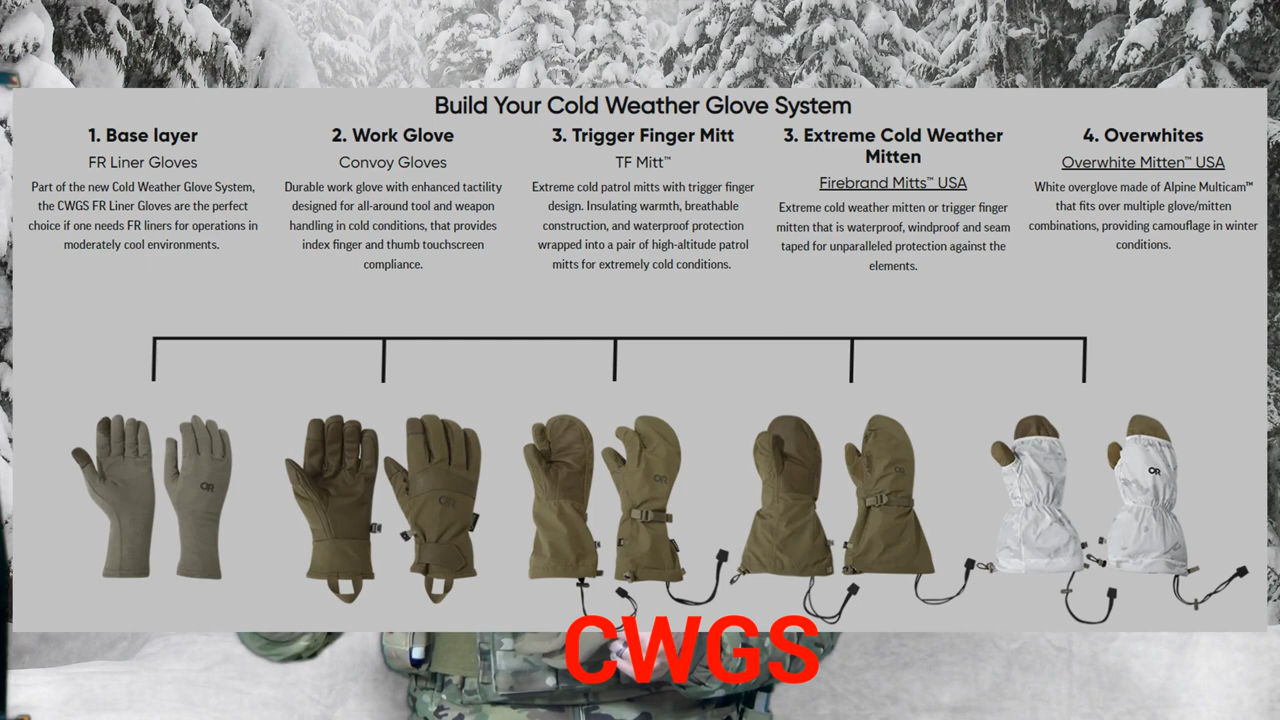 Build Your Cold Weather Glove System
1. Base layer
FR Liner Gloves
Part of the new Cold Weather Glove System,
the CWGS FR Liner Gloves are the perfect
choice if one needs FR liners for operations in
moderately cool environments.
2. Work Glove
Convoy Gloves
Durable work glove with enhanced tactility
designed for all-around tool and weapon
handling in cold conditions, that provides
index finger and thumb touchscreen
compliance.
3. Trigger Finger Mitt
TF Mitt™
Extreme cold patrol mitts with trigger finger
design. Insulating warmth, breathable
construction, and waterproof protection
wrapped into a pair of high-altitude patrol
mitts for extremely cold conditions.
3. Extreme Cold Weather
Mitten
Firebrand Mitts™ USA
Extreme cold weather mitten or trigger finger
mitten that is waterproof, windproof and seam
taped for unparalleled protection against the
elements.
4. Overwhites
Overwhite Mitten™ USA
White overglove made of Alpine Multicam™
that fits over multiple glove/mitten
combinations, providing camouflage in winter
conditions.
OR
OR
OR
OR
OR
CWGS